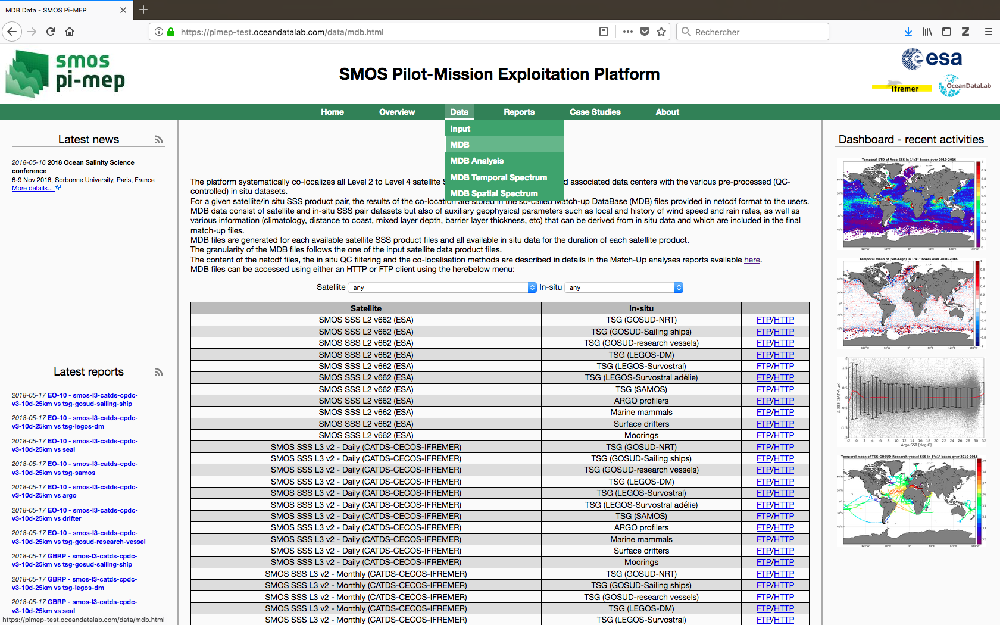 MDB Data - SMOS Pi-MEP
https://pimep-test.oceandatalab.com/data/mdb.html
Rechercher
smos
pi-mep
SMOS Pilot-Mission Exploitation Platform
esa
Ifremer
OceanDataLab
Home Overview Data Reports Case Studies About
Input
MDB
MDB Analysis
MDB Temporal Spectrum
MDB Spatial Spectrum
Latest news
2018-05-16 2018 Ocean Salinity Science
conference
6-9 Nov 2018, Sorbonne University, Paris, France
More details...
Latest reports
2018-05-17 EO-10 - smos-l3-catds-cpdc-
v3-10d-25km vs tsg-gosud-sailing-ship
2018-05-17 EO-10 - smos-l3-catds-cpdc-
v3-10d-25km vs tsg-legos-dm
2018-05-17 EO-10 - smos-l3-catds-cpdc-
v3-10d-25km vs seal
2018-05-17 EO-10 - smos-l3-catds-cpdc-
v3-10d-25km vs tsg-samos
2018-05-17 EO-10 - smos-l3-catds-cpdc-
v3-10d-25km vs argo
2018-05-17 EO-10 - smos-l3-catds-cpdc-
v3-10d-25km vs drifter
2018-05-17 EO-10 - smos-l3-catds-cpdc-
v3-10d-25km vs tsg-gosud-research-vessel
2018-05-17 GBRP - smos-l3-catds-cpdc-
v3-10d-25km vs tsg-gosud-sailing-ship
2018-05-17 GBRP - smos-l3-catds-cpdc-
v3-10d-25km vs tsg-legos-dm
2018-05-17 GBRP - smos-l3-catds-cpdc-
v3-10d-25km vs seal
https://pimep-test.oceandatalab.com/data/mdb.html
The platform systematically co-localizes all Level 2 to Level 4 satellite d associated data centers with the various pre-processed (QC-
controlled) in situ datasets.
For a given satellite/in situ SSS product pair, the results of the co-location are stored in the so-called Match-up DataBase (MDB) files provided in netcdf format to the users.
MDB data consist of satellite and in-situ SSS pair datasets but also of auxiliary geophysical parameters such as local and history of wind speed and rain rates, as well as
various information (climatology, distance to coast, mixed layer depth, barrier layer thickness, etc) that can be derived from in situ data and which are included in the final
match-up files.
MDB files are generated for each available satellite SSS product files and all available in situ data for the duration of each satellite product.
The granularity of the MDB files follows the one of the input satellite data product files.
The content of the netcdf files, the in situ QC filtering and the co-localisation methods are described in details in the Match-Up analyses reports available here.
MDB files can be accessed using either an HTTP or FTP client using the herebelow menu:
Satellite any In-situ any
Satellite In-situ
SMOS SSS L2 v662 (ESA) TSG (GOSUD-NRT) FTP/HTTP
SMOS SSS L2 v662 (ESA) TSG (GOSUD-Sailing ships) FTP/HTTP
SMOS SSS L2 v662 (ESA) TSG (GOSUD-research vessels) FTP/HTTP
SMOS SSS L2 v662 (ESA) TSG (LEGOS-DM) FTP/HTTP
SMOS SSS L2 v662 (ESA) TSG (LEGOS-Survostral) FTP/HTTP
SMOS SSS L2 v662 (ESA) TSG (LEGOS-Survostral adélie) FTP/HTTP
SMOS SSS L2 v662 (ESA) TSG (SAMOS) FTP/HTTP
SMOS SSS L2 v662 (ESA) ARGO profilers FTP/HTTP
SMOS SSS L2 v662 (ESA) Marine mammals FTP/HTTP
SMOS SSS L2 v662 (ESA) Surface drifters FTP/HTTP
SMOS SSS L2 v662 (ESA) Moorings FTP/HTTP
SMOS SSS L3 v2 - Daily (CATDS-CECOS-IFREMER) TSG (GOSUD-NRT) FTP/HTTP
SMOS SSS L3 v2 - Daily (CATDS-CECOS-IFREMER) TSG (GOSUD-Sailing ships) FTP/HTTP
SMOS SSS L3 v2 - Daily (CATDS-CECOS-IFREMER) TSG (GOSUD-research vessels) FTP/HTTP
SMOS SSS L3 v2 - Daily (CATDS-CECOS-IFREMER) TSG (LEGOS-DM) FTP/HTTP
SMOS SSS L3 v2 - Daily (CATDS-CECOS-IFREMER) TSG (LEGOS-Survostral) FTP/HTTP
SMOS SSS L3 v2 - Daily (CATDS-CECOS-IFREMER) TSG (LEGOS-Survostral adélie) FTP/HTTP
SMOS SSS L3 v2 - Daily (CATDS-CECOS-IFREMER) TSG (SAMOS) FTP/HTTP
SMOS SSS L3 v2 - Daily (CATDS-CECOS-IFREMER) ARGO profilers FTP/HTTP
SMOS SSS L3 v2 - Daily (CATDS-CECOS-IFREMER) Marine mammals FTP/HTTP
SMOS SSS L3 v2 - Daily (CATDS-CECOS-IFREMER) Surface drifters FTP/HTTP
SMOS SSS L3 v2 - Daily (CATDS-CECOS-IFREMER) Moorings FTP/HTTP
SMOS SSS L3 v2 - Monthly (CATDS-CECOS-IFREMER) TSG (GOSUD-NRT) FTP/HTTP
SMOS SSS L3 v2 - Monthly (CATDS-CECOS-IFREMER) TSG (GOSUD-Sailing ships) FTP/HTTP
SMOS SSS L3 v2 - Monthly (CATDS-CECOS-IFREMER) TSG (GOSUD-research vessels) FTP/HTTP
SMOS SSS L3 v2 - Monthly (CATDS-CECOS-IFREMER) TSG (LEGOS-DM) FTP/HTTP
SMOS SSS L3 v2 - Monthly (CATDS-CECOS-IFREMER) TSG (LEGOS-Survostral) FTP/HTTP
Dashboard - recent activities
Temporal STD of Argo SSS in 1°x1° boxes over 2010-2016
Temporal mean of (Sat-Argo) in 1°x1° boxes over 2010-2016
Δ SSS (SAT-Argo)
-2 0 2 4 6 8 10 12 14 16 18 20 22 24 26 28 30 32
Argo SST [deg C]
Temporal mean of TSG-GOSUD-Research-vessel SSS in 1°x1° boxes over 2010-2016